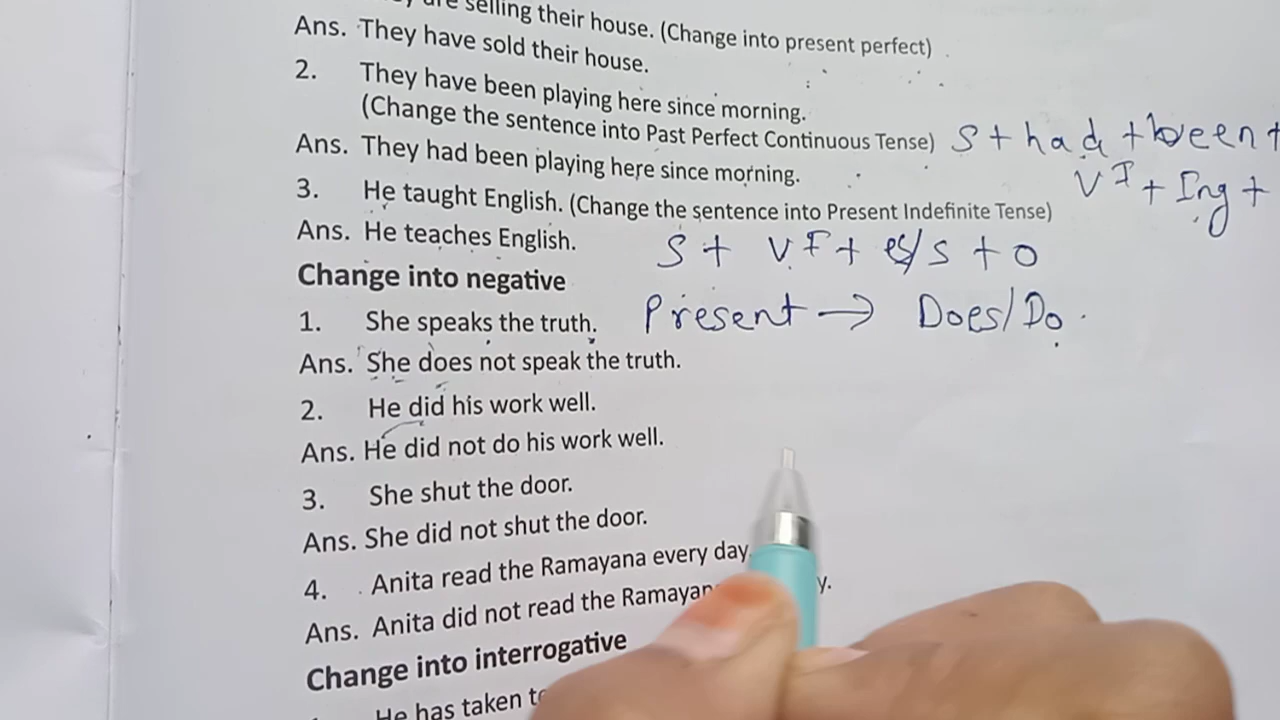 are selling their house. (Change into present perfect)
Ans. They have sold their house.
2. They have been playing here since morning.
(Change the sentence into Past Perfect Continuous Tense) S + had + been +
Ans. They had been playing here since morning. V I + Ing +
3. He taught English. (Change the sentence into Present Indefinite Tense)
Ans. He teaches English. S + V I + es/s + O
Change into negative
1. She speaks the truth. Present → Does/Do.
Ans. She does not speak the truth.
2. He did his work well.
Ans. He did not do his work well.
3. She shut the door.
Ans. She did not shut the door.
4. Anita read the Ramayana every day.
Ans. Anita did not read the y.
Change into interrogative
He has taken